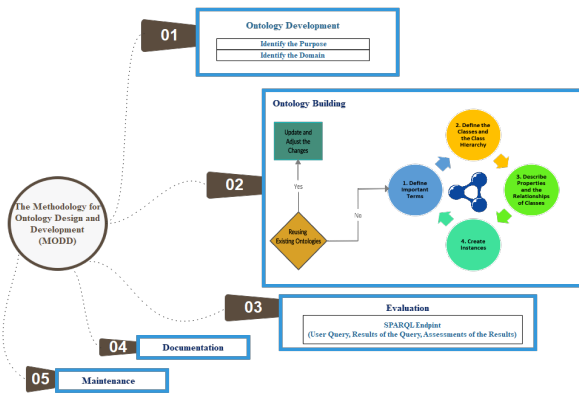 01
Ontology Development
Identify the Purpose
Identify the Domain
Ontology Building
Update and
Adjust the
Changes
Yes
Reusing
Existing Ontologies
No
1. Define
Important
Terms
2. Define the
Classes and
the Class
Hierarchy
3. Describe
Properties
and the
Relationships
of Classes
4. Create
Instances
02
The Methodology for
Ontology Design and
Development
(MODD)
03
Evaluation
SPARQL Endpint
(User Query, Results of the Query, Assessments of the Results)
04
Documentation
05
Maintenance